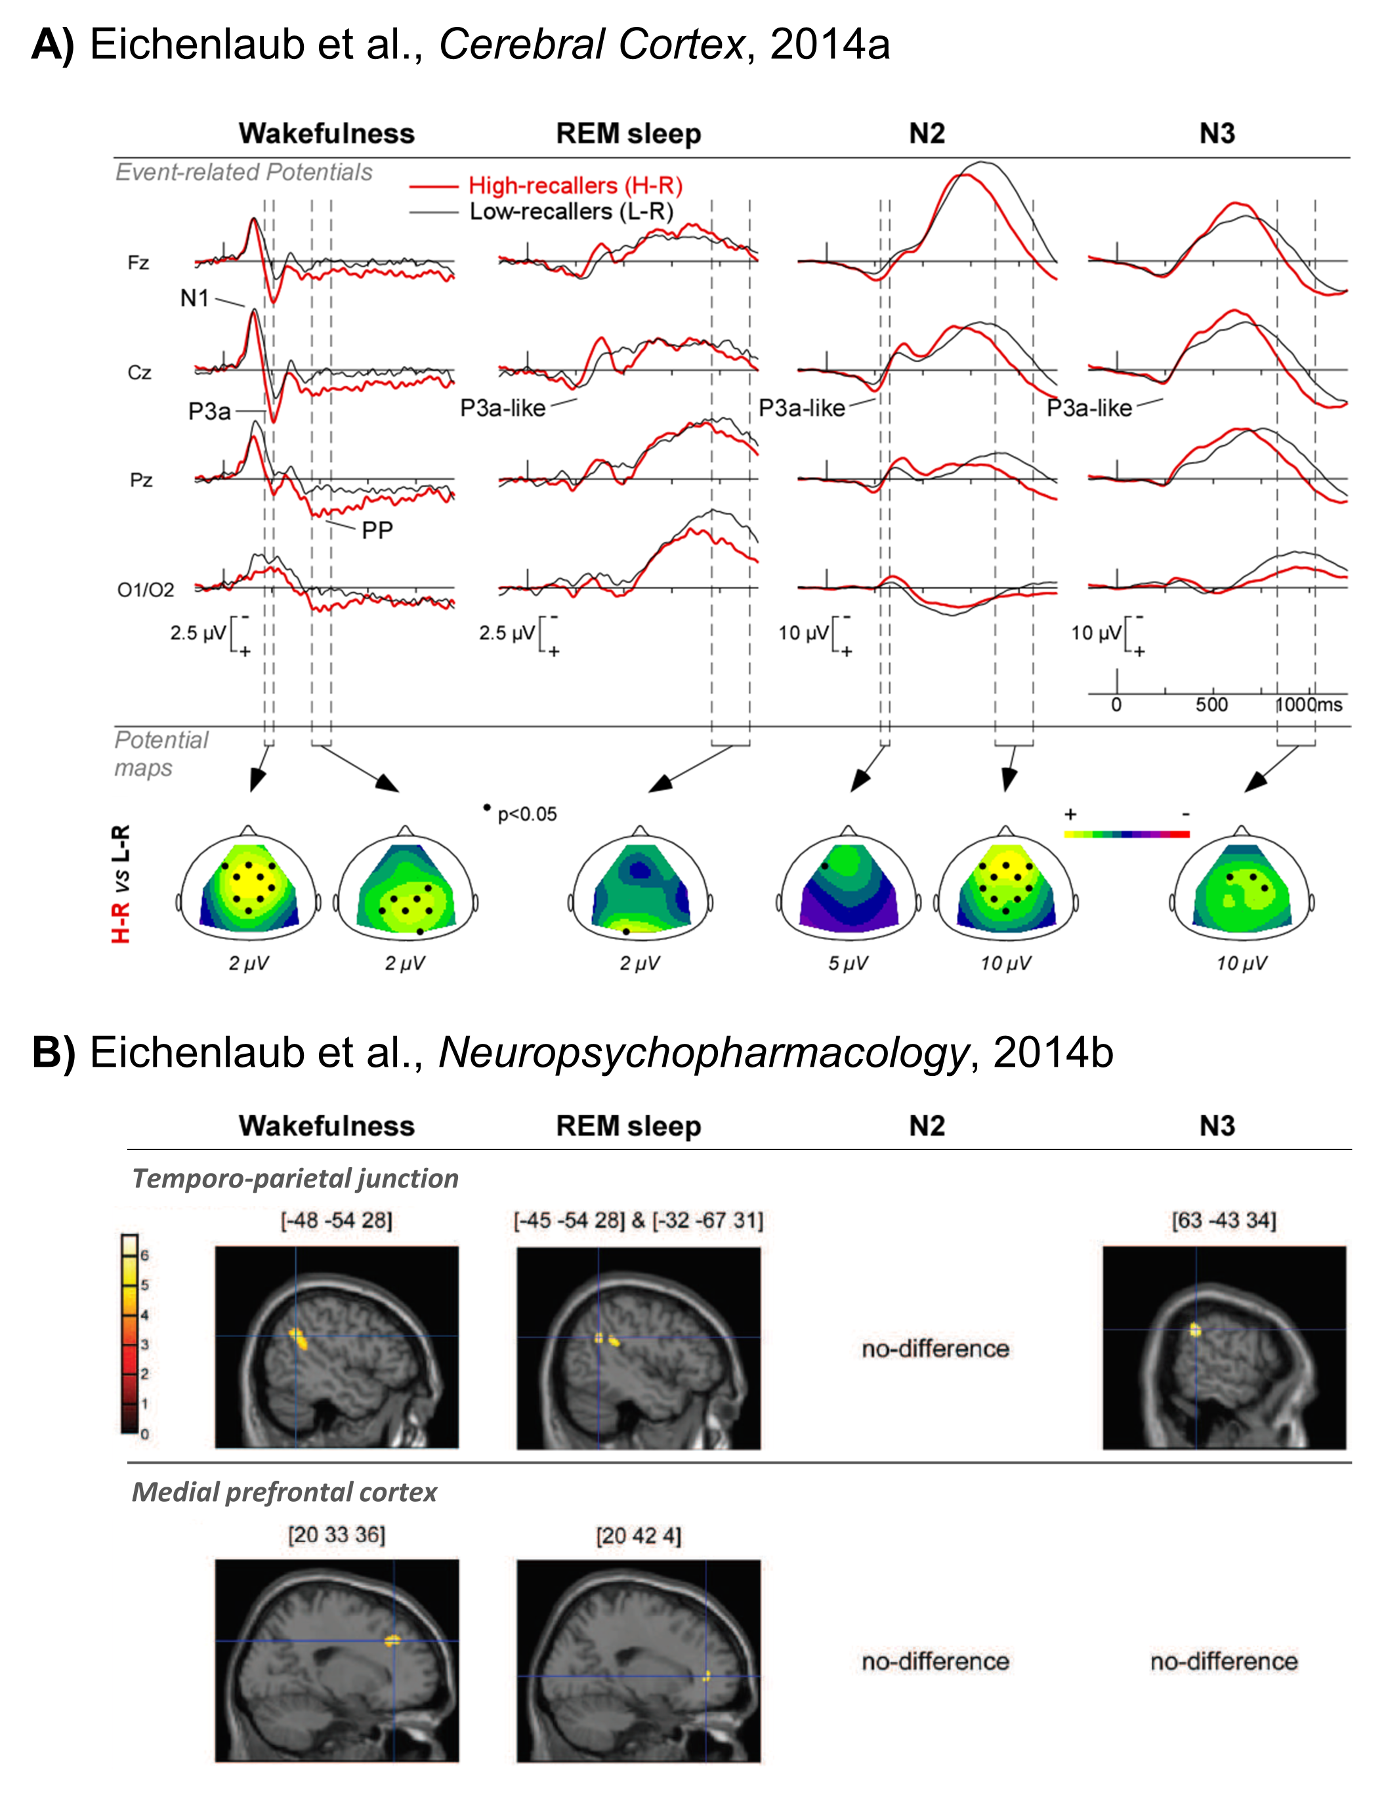 A) Eichenlaub et al., Cerebral Cortex, 2014a
Wakefulness REM sleep N2 N3
Event-related Potentials
High-recallers (H-R)
Low-recallers (L-R)
Fz
N1
Cz
P3a P3a-like P3a-like P3a-like
Pz
PP
O1/O2
2.5 µV - + 2.5 µV - + 10 µV - + 10 µV - +
0 500 1000ms
Potential
maps
p<0.05
+ -
H-R vs L-R
2 µV 2 µV 2 µV 5 µV 10 µV 10 µV
B) Eichenlaub et al., Neuropsychopharmacology, 2014b
Wakefulness REM sleep N2 N3
Temporo-parietal junction
[-48 -54 28] [-45 -54 28] & [-32 -67 31] [63 -43 34]
6
5
4
3
2
1
0
no-difference
Medial prefrontal cortex
[20 33 36] [20 42 4]
no-difference no-difference